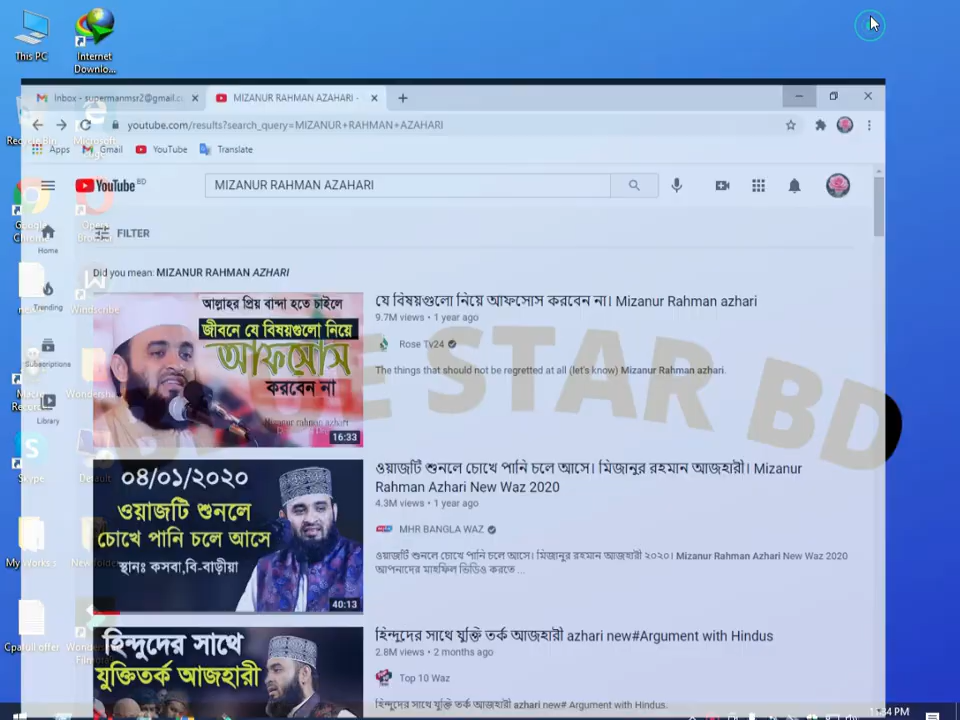 This PC
Internet
Downlo...
Inbox - supermanmsr2@gmail.c
MIZANUR RAHMAN AZAHARI -
youtube.com/results?search_query=MIZANUR+RAHMAN+AZAHARI
Apps
Gmail
YouTube
Translate
YouTube BD
MIZANUR RAHMAN AZAHARI
Home
FILTER
Did you mean: MIZANUR RAHMAN AZHARI
Trending
Subscriptions
Library
আল্লাহর প্রিয় বান্দা হতে চাইলে
জীবনে যে বিষয়গুলো নিয়ে
আফসোস
করবেন না
Mizanur rahman azhari
16:33
যে বিষয়গুলো নিয়ে আফসোস করবেন না। Mizanur Rahman azhari
9.7M views • 1 year ago
Rose Tv24
The things that should not be regretted at all (let's know) Mizanur Rahman azhari.
STAR BD
০৪/০১/২০২০
ওয়াজটি শুনলে
চোখে পানি চলে আসে
স্থানঃ কসবা,বি-বাড়ীয়া
40:13
ওয়াজটি শুনলে চোখে পানি চলে আসে। মিজানুর রহমান আজহারী। Mizanur
Rahman Azhari New Waz 2020
4.3M views • 1 year ago
MHR BANGLA WAZ
ওয়াজটি শুনলে চোখে পানি চলে আসে। মিজানুর রহমান আজহারী ২০২০। Mizanur Rahman Azhari New Waz 2020
আপনাদের মাহফিল ভিডিও করতে ...
হিন্দুদের সাথে
যুক্তিতর্ক আজহারী
হিন্দুদের সাথে যুক্তি তর্ক আজহারী azhari new#Argument with Hindus
2.8M views • 2 months ago
Top 10 Waz
হিন্দুদের সাথে যুক্তি তর্ক আজহারী azhari new# Argument with Hindus.
Skype
Default
My Works
New folder
Cpafull offer